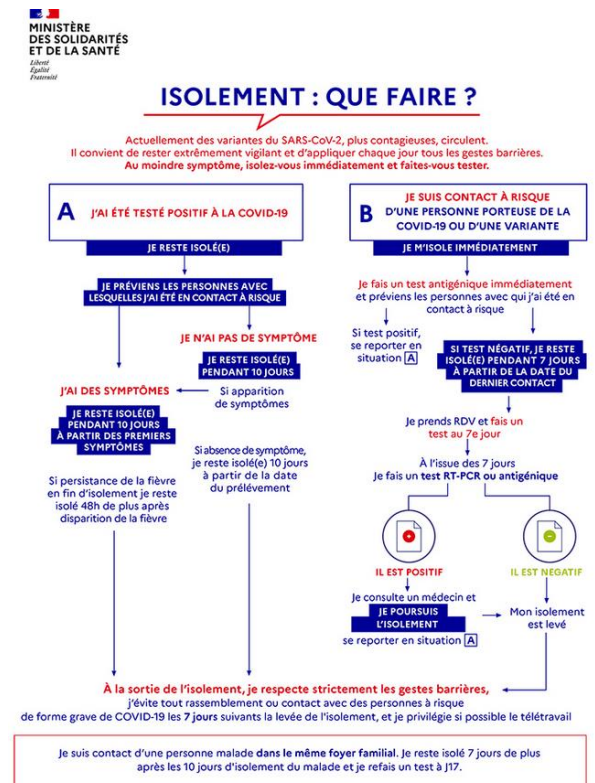 MINISTÈRE
DES SOLIDARITÉS
ET DE LA SANTÉ
Liberté
Égalité
Fraternité
ISOLEMENT : QUE FAIRE ?
Actuellement des variantes du SARS-CoV-2, plus contagieuses, circulent.
Il convient de rester extrêmement vigilant et d'appliquer chaque jour tous les gestes barrières.
Au moindre symptôme, isolez-vous immédiatement et faites-vous tester.
A
J'AI ÉTÉ TESTÉ POSITIF À LA COVID-19
JE RESTE ISOLÉ(E)
JE PRÉVIENS LES PERSONNES AVEC
LESQUELLES J'AI ÉTÉ EN CONTACT À RISQUE
JE N'AI PAS DE SYMPTÔME
JE RESTE ISOLÉ(E)
PENDANT 10 JOURS
J'AI DES SYMPTÔMES
Si apparition
de symptômes
JE RESTE ISOLÉ(E)
PENDANT 10 JOURS
À PARTIR DES PREMIERS
SYMPTÔMES
Si absence de symptôme,
je reste isolé(e) 10 jours
à partir de la date
du prélévement
Si persistance de la fièvre
en fin d'isolement je reste
isolé 48h de plus après
disparition de la fièvre
B
JE SUIS CONTACT À RISQUE
D'UNE PERSONNE PORTEUSE DE LA
COVID-19 OU D'UNE VARIANTE
JE M'ISOLE IMMÉDIATEMENT
Je fais un test antigénique immédiatement
et préviens les personnes avec qui j'ai été en
contact à risque
Si test positif,
se reporter en
situation A
SI TEST NÉGATIF, JE RESTE
ISOLÉ(E) PENDANT 7 JOURS
À PARTIR DE LA DATE DU
DERNIER CONTACT
Je prends RDV et fais un
test au 7e jour
À l'issue des 7 jours
Je fais un test RT-PCR ou antigénique
IL EST POSITIF
IL EST NÉGATIF
Je consulte un médecin et
JE POURSUIS
L'ISOLEMENT
se reporter en situation A
Mon isolement
est levé
À la sortie de l'isolement, je respecte strictement les gestes barrières,
j'évite tout rassemblement ou contact avec des personnes à risque
de forme grave de COVID-19 les 7 jours suivants la levée de l'isolement, et je privilégie si possible le télétravail
Je suis contact d'une personne malade dans le même foyer familial. Je reste isolé 7 jours de plus
après les 10 jours d'isolement du malade et je refais un test à J17.